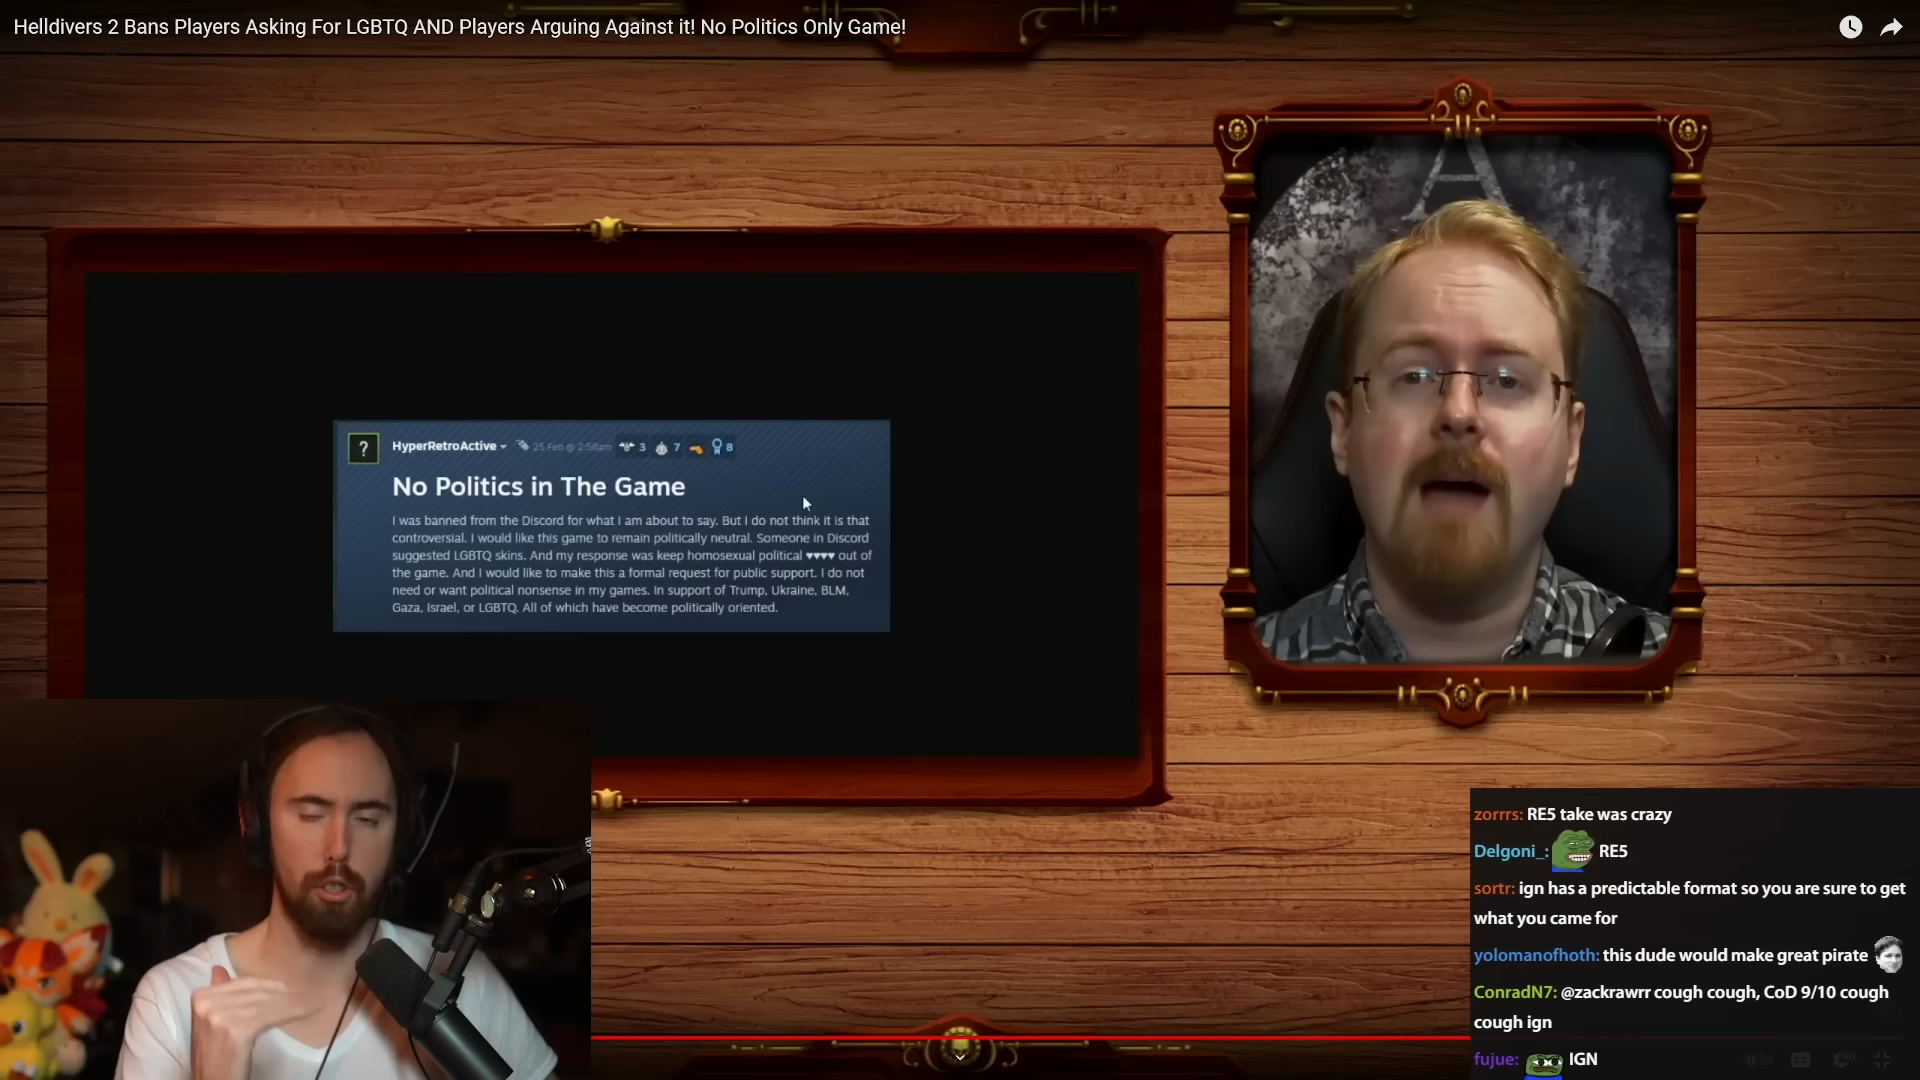 Helldivers 2 Bans Players Asking For LGBTQ AND Players Arguing Against it! No Politics Only Game!
?
HyperRetroActive 25 Feb @ 2:58am 3 7 8
No Politics in The Game
I was banned from the Discord for what I am about to say. But I do not think it is that
controversial. I would like this game to remain politically neutral. Someone in Discord
suggested LGBTQ skins. And my response was keep homosexual political ♥♥♥♥ out of
the game. And I would like to make this a formal request for public support. I do not
need or want political nonsense in my games. In support of Trump, Ukraine, BLM,
Gaza, Israel, or LGBTQ. All of which have become politically oriented.
zorrrs: RE5 take was crazy
Delgoni_: RE5
sortr: ign has a predictable format so you are sure to get
what you came for
yolomanofhoth: this dude would make great pirate
ConradN7: @zackrawrr cough cough, CoD 9/10 cough
cough ign
fujue: IGN